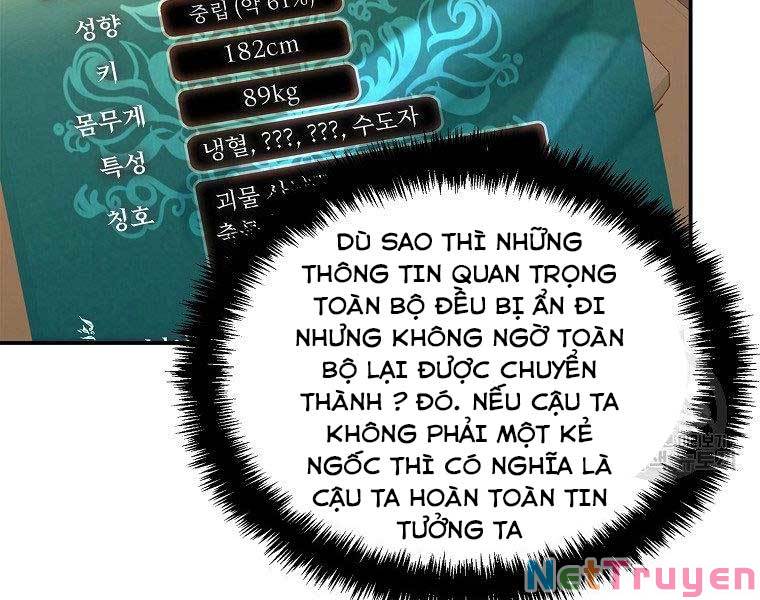 성향
중립 (약 61%)
키
182cm
몸무게
89kg
특성
냉혈, ???, ???, 수도자
칭호
괴물
DÙ SAO THÌ NHỮNG
THÔNG TIN QUAN TRỌNG
TOÀN BỘ ĐỀU BỊ ẨN ĐI
NHƯNG KHÔNG NGỜ TOÀN
BỘ LẠI ĐƯỢC CHUYỂN
THÀNH ? ĐÓ. NẾU CẬU TA
KHÔNG PHẢI MỘT KẺ
NGỐC THÌ CÓ NGHĨA LÀ
CẬU TA HOÀN TOÀN TIN
TƯỞNG TA
NetTruyen